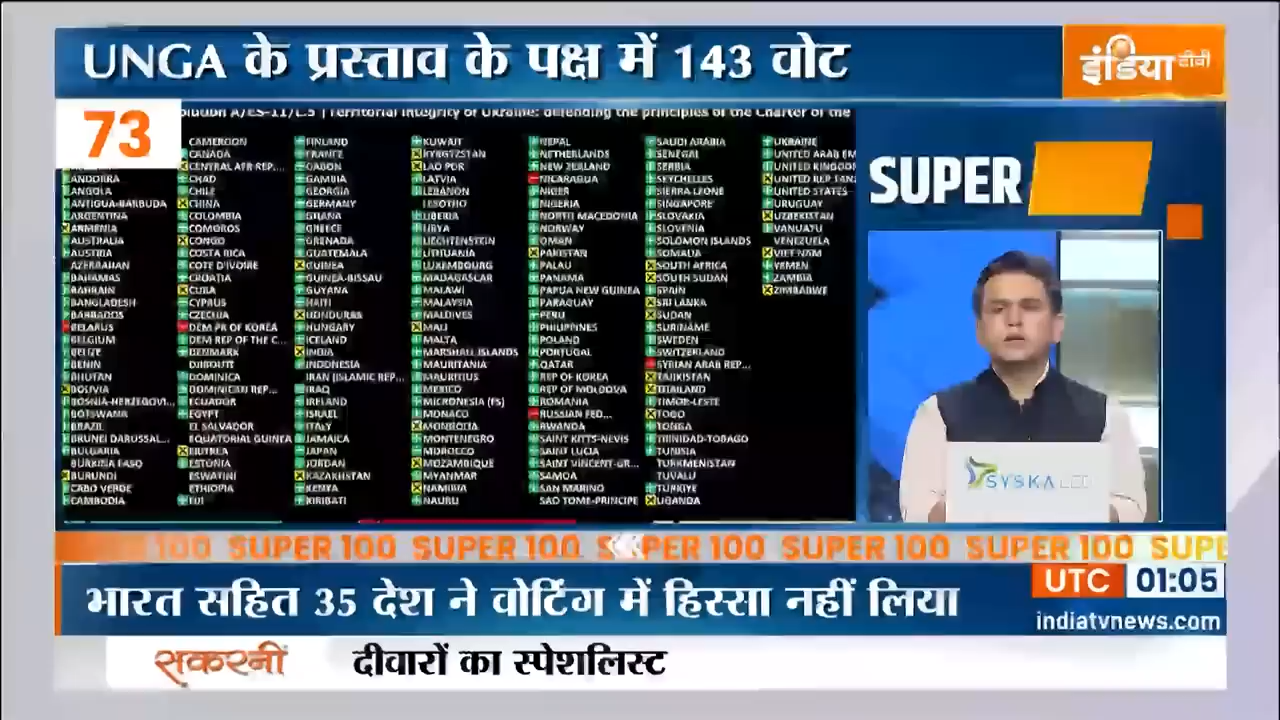 UNGA के प्रस्ताव के पक्ष में 143 वोट
इंडिया टीवी
73
olution A/ES-11/L.5 | Territorial integrity of Ukraine: defending the principles of the Charter of the
SUPER
ANDORRA
ANGOLA
ANTIGUA-BARBUDA
ARGENTINA
ARMENIA
AUSTRALIA
AUSTRIA
AZERBAIJAN
BAHAMAS
BAHRAIN
BANGLADESH
BARBADOS
BELARUS
BELGIUM
BELIZE
BENIN
BHUTAN
BOLIVIA
BOSNIA-HERZEGOVI...
BOTSWANA
BRAZIL
BRUNEI DARUSSAL...
BULGARIA
BURKINA FASO
BURUNDI
CABO VERDE
CAMBODIA
CAMEROON
CANADA
CENTRAL AFR REP...
CHAD
CHILE
CHINA
COLOMBIA
COMOROS
CONGO
COSTA RICA
COTE D'IVOIRE
CROATIA
CUBA
CYPRUS
CZECHIA
DEM PR OF KOREA
DEM REP OF THE C...
DENMARK
DJIBOUTI
DOMINICA
DOMINICAN REP...
ECUADOR
EGYPT
EL SALVADOR
EQUATORIAL GUINEA
ERITREA
ESTONIA
ESWATINI
ETHIOPIA
FIJI
FINLAND
FRANCE
GABON
GAMBIA
GEORGIA
GERMANY
GHANA
GREECE
GRENADA
GUATEMALA
GUINEA
GUINEA-BISSAU
GUYANA
HAITI
HONDURAS
HUNGARY
ICELAND
INDIA
INDONESIA
IRAN (ISLAMIC REP...
IRAQ
IRELAND
ISRAEL
ITALY
JAMAICA
JAPAN
JORDAN
KAZAKHSTAN
KENYA
KIRIBATI
KUWAIT
KYRGYZSTAN
LAO PDR
LATVIA
LEBANON
LESOTHO
LIBERIA
LIBYA
LIECHTENSTEIN
LITHUANIA
LUXEMBOURG
MADAGASCAR
MALAWI
MALAYSIA
MALDIVES
MALI
MALTA
MARSHALL ISLANDS
MAURITANIA
MAURITIUS
MEXICO
MICRONESIA (FS)
MONACO
MONGOLIA
MONTENEGRO
MOROCCO
MOZAMBIQUE
MYANMAR
NAMIBIA
NAURU
NEPAL
NETHERLANDS
NEW ZEALAND
NICARAGUA
NIGER
NIGERIA
NORTH MACEDONIA
NORWAY
OMAN
PAKISTAN
PALAU
PANAMA
PAPUA NEW GUINEA
PARAGUAY
PERU
PHILIPPINES
POLAND
PORTUGAL
QATAR
REP OF KOREA
REP OF MOLDOVA
ROMANIA
RUSSIAN FED...
RWANDA
SAINT KITTS-NEVIS
SAINT LUCIA
SAINT VINCENT-GR...
SAMOA
SAN MARINO
SAO TOME-PRINCIPE
SAUDI ARABIA
SENEGAL
SERBIA
SEYCHELLES
SIERRA LEONE
SINGAPORE
SLOVAKIA
SLOVENIA
SOLOMON ISLANDS
SOMALIA
SOUTH AFRICA
SOUTH SUDAN
SPAIN
SRI LANKA
SUDAN
SURINAME
SWEDEN
SWITZERLAND
SYRIAN ARAB REP...
TAJIKISTAN
THAILAND
TIMOR-LESTE
TOGO
TONGA
TRINIDAD-TOBAGO
TUNISIA
TURKMENISTAN
TUVALU
TÜRKİYE
UGANDA
UKRAINE
UNITED ARAB EM
UNITED KINGDOM
UNITED REP TANZ
UNITED STATES
URUGUAY
UZBEKISTAN
VANUATU
VENEZUELA
VIET NAM
YEMEN
ZAMBIA
ZIMBABWE
SYSKA LED
100 SUPER 100 SUPER 100 SUPER 100 SUPER 100 SUPER 100 SUPE
भारत सहित 35 देश ने वोटिंग में हिस्सा नहीं लिया
UTC 01:05
indiatvnews.com
सकरनी दीवारों का स्पेशलिस्ट